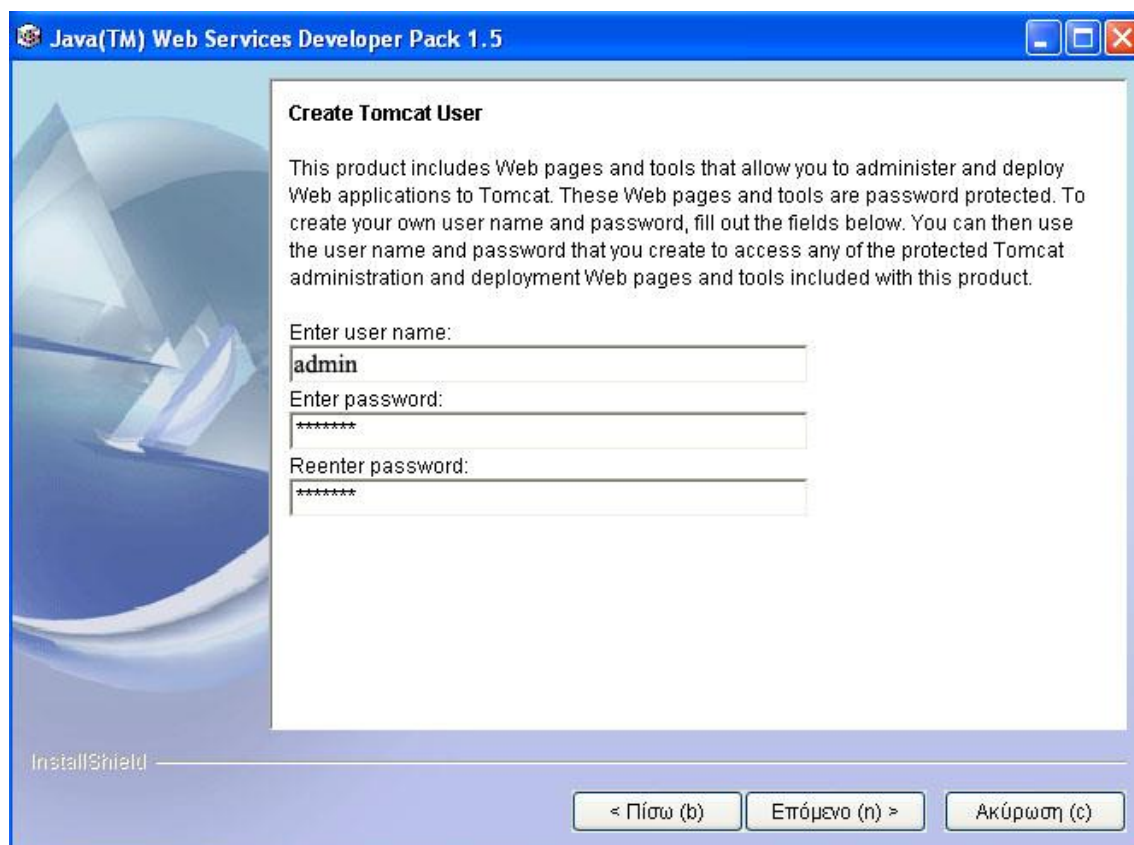 Java(TM) Web Services Developer Pack 1.5
Create Tomcat User
This product includes Web pages and tools that allow you to administer and deploy
Web applications to Tomcat. These Web pages and tools are password protected. To
create your own user name and password, fill out the fields below. You can then use
the user name and password that you create to access any of the protected Tomcat
administration and deployment Web pages and tools included with this product.
Enter user name:
admin
Enter password:
*******
Reenter password:
*******
InstallShield
< Πίσω (b) Επόμενο (n) > Ακύρωση (c)